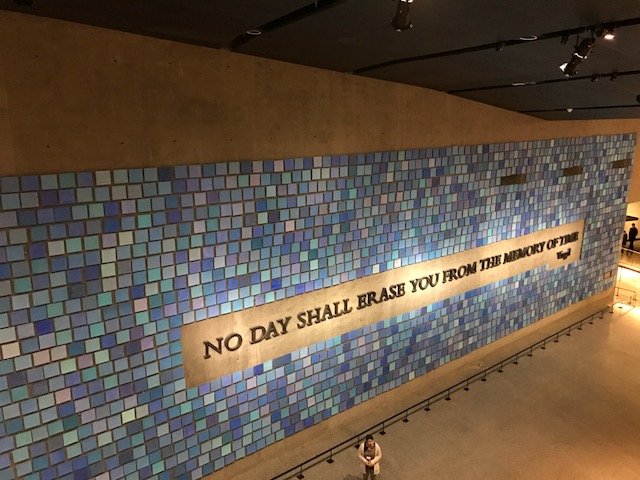 NO DAY SHALL ERASE YOU FROM THE MEMORY OF TIME
Virgil